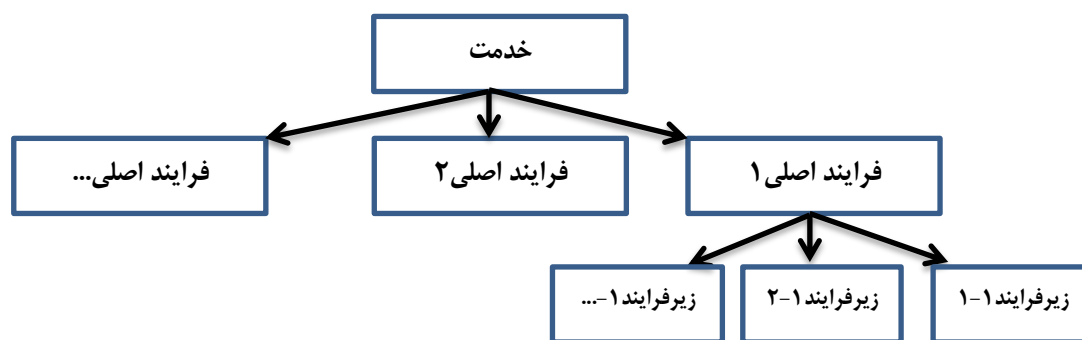 خدمت
فرایند اصلی۱
فرایند اصلی۲
فرایند اصلی...
زیرفرایند۱-۱
زیرفرایند۱-۲
زیرفرایند۱-...